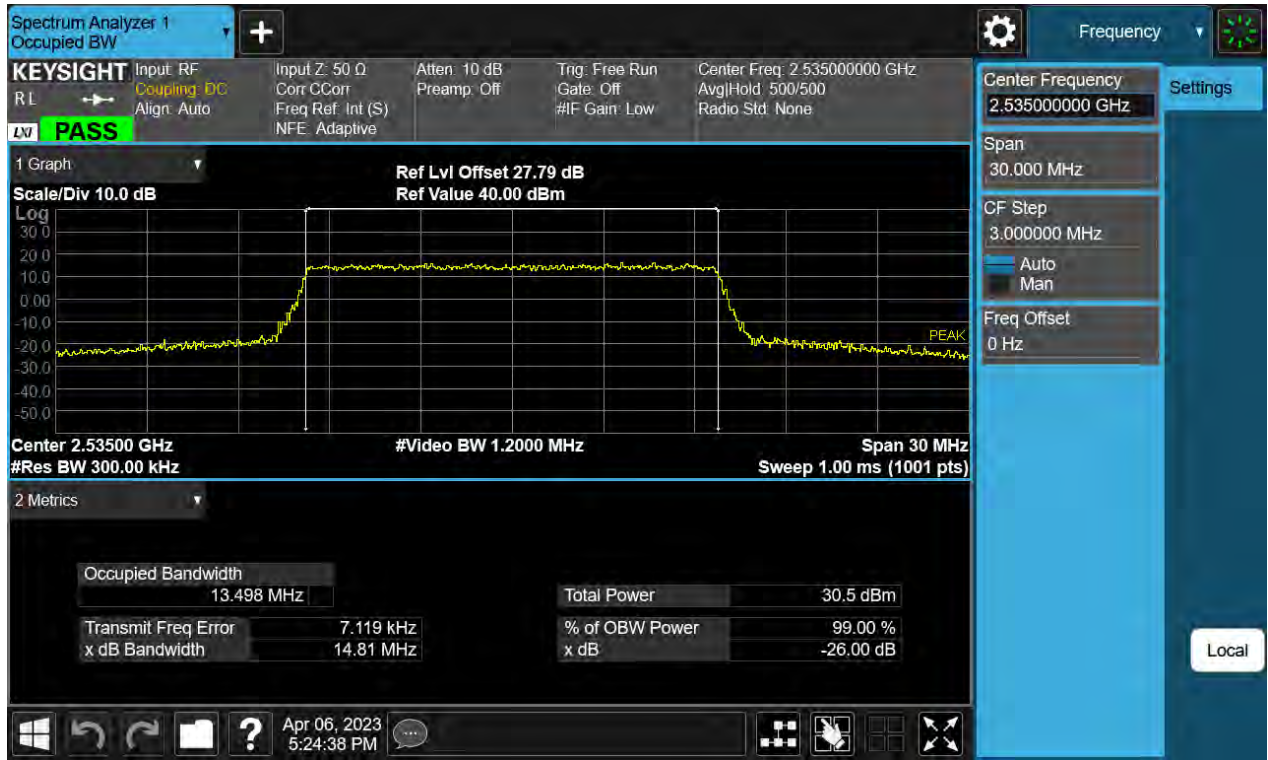 Spectrum Analyzer 1
Occupied BW
+
Frequency
KEYSIGHT
RL
LXI
PASS
Input: RF
Coupling: DC
Align: Auto
Input Z: 50 Ω
Corr CCorr
Freq Ref: Int (S)
NFE: Adaptive
Atten: 10 dB
Preamp: Off
Trig: Free Run
Gate: Off
#IF Gain: Low
Center Freq: 2.535000000 GHz
Avg|Hold: 500/500
Radio Std: None
Center Frequency
2.535000000 GHz
Settings
Span
30.000 MHz
CF Step
3.000000 MHz
Auto
Man
Freq Offset
0 Hz
Local
1 Graph
Scale/Div 10.0 dB
Ref Lvl Offset 27.79 dB
Ref Value 40.00 dBm
Log
30.0
20.0
10.0
0.00
-10.0
-20.0
-30.0
-40.0
-50.0
PEAK
Center 2.53500 GHz
#Video BW 1.2000 MHz
Span 30 MHz
#Res BW 300.00 kHz
Sweep 1.00 ms (1001 pts)
2 Metrics
Occupied Bandwidth
13.498 MHz
Total Power 30.5 dBm
Transmit Freq Error 7.119 kHz
% of OBW Power 99.00 %
x dB Bandwidth 14.81 MHz
x dB -26.00 dB
?
Apr 06, 2023
5:24:38 PM